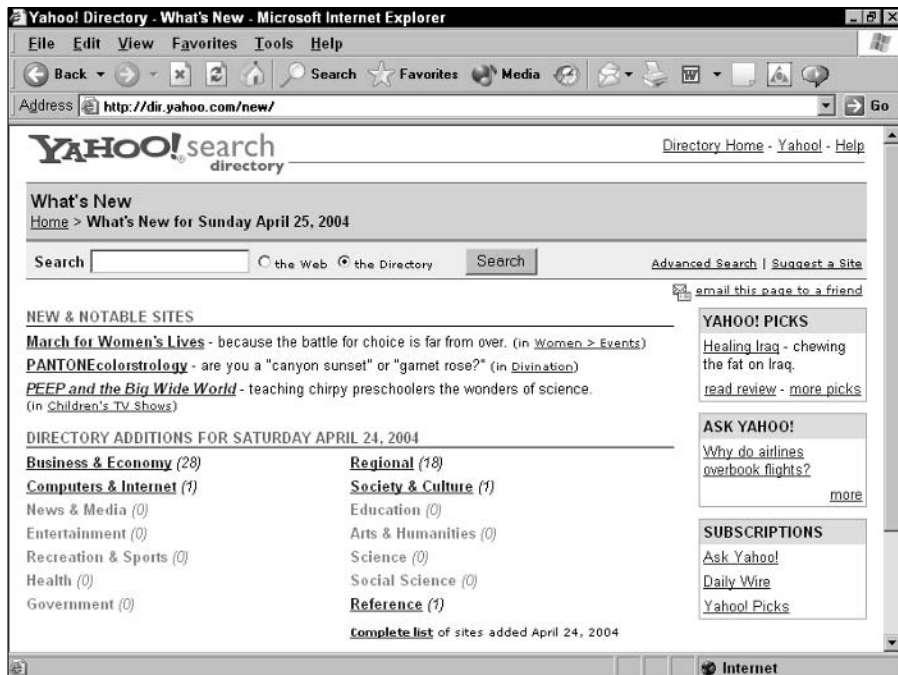 Yahoo! Directory - What's New - Microsoft Internet Explorer
File Edit View Favorites Tools Help
Back Search Favorites Media
Address http://dir.yahoo.com/new/ Go
YAHOO! search
directory
Directory Home - Yahoo! - Help
What's New
Home > What's New for Sunday April 25, 2004
Search the Web the Directory Search Advanced Search | Suggest a Site
email this page to a friend
NEW & NOTABLE SITES
March for Women's Lives - because the battle for choice is far from over. (in Women > Events)
PANTONEcolorstrology - are you a "canyon sunset" or "garnet rose?" (in Divination)
PEEP and the Big Wide World - teaching chirpy preschoolers the wonders of science.
(in Children's TV Shows)
DIRECTORY ADDITIONS FOR SATURDAY APRIL 24, 2004
Business & Economy (28)
Computers & Internet (1)
News & Media (0)
Entertainment (0)
Recreation & Sports (0)
Health (0)
Government (0)
Regional (18)
Society & Culture (1)
Education (0)
Arts & Humanities (0)
Science (0)
Social Science (0)
Reference (1)
Complete list of sites added April 24, 2004
YAHOO! PICKS
Healing Iraq - chewing
the fat on Iraq.
read review - more picks
ASK YAHOO!
Why do airlines
overbook flights?
more
SUBSCRIPTIONS
Ask Yahoo!
Daily Wire
Yahoo! Picks
Internet